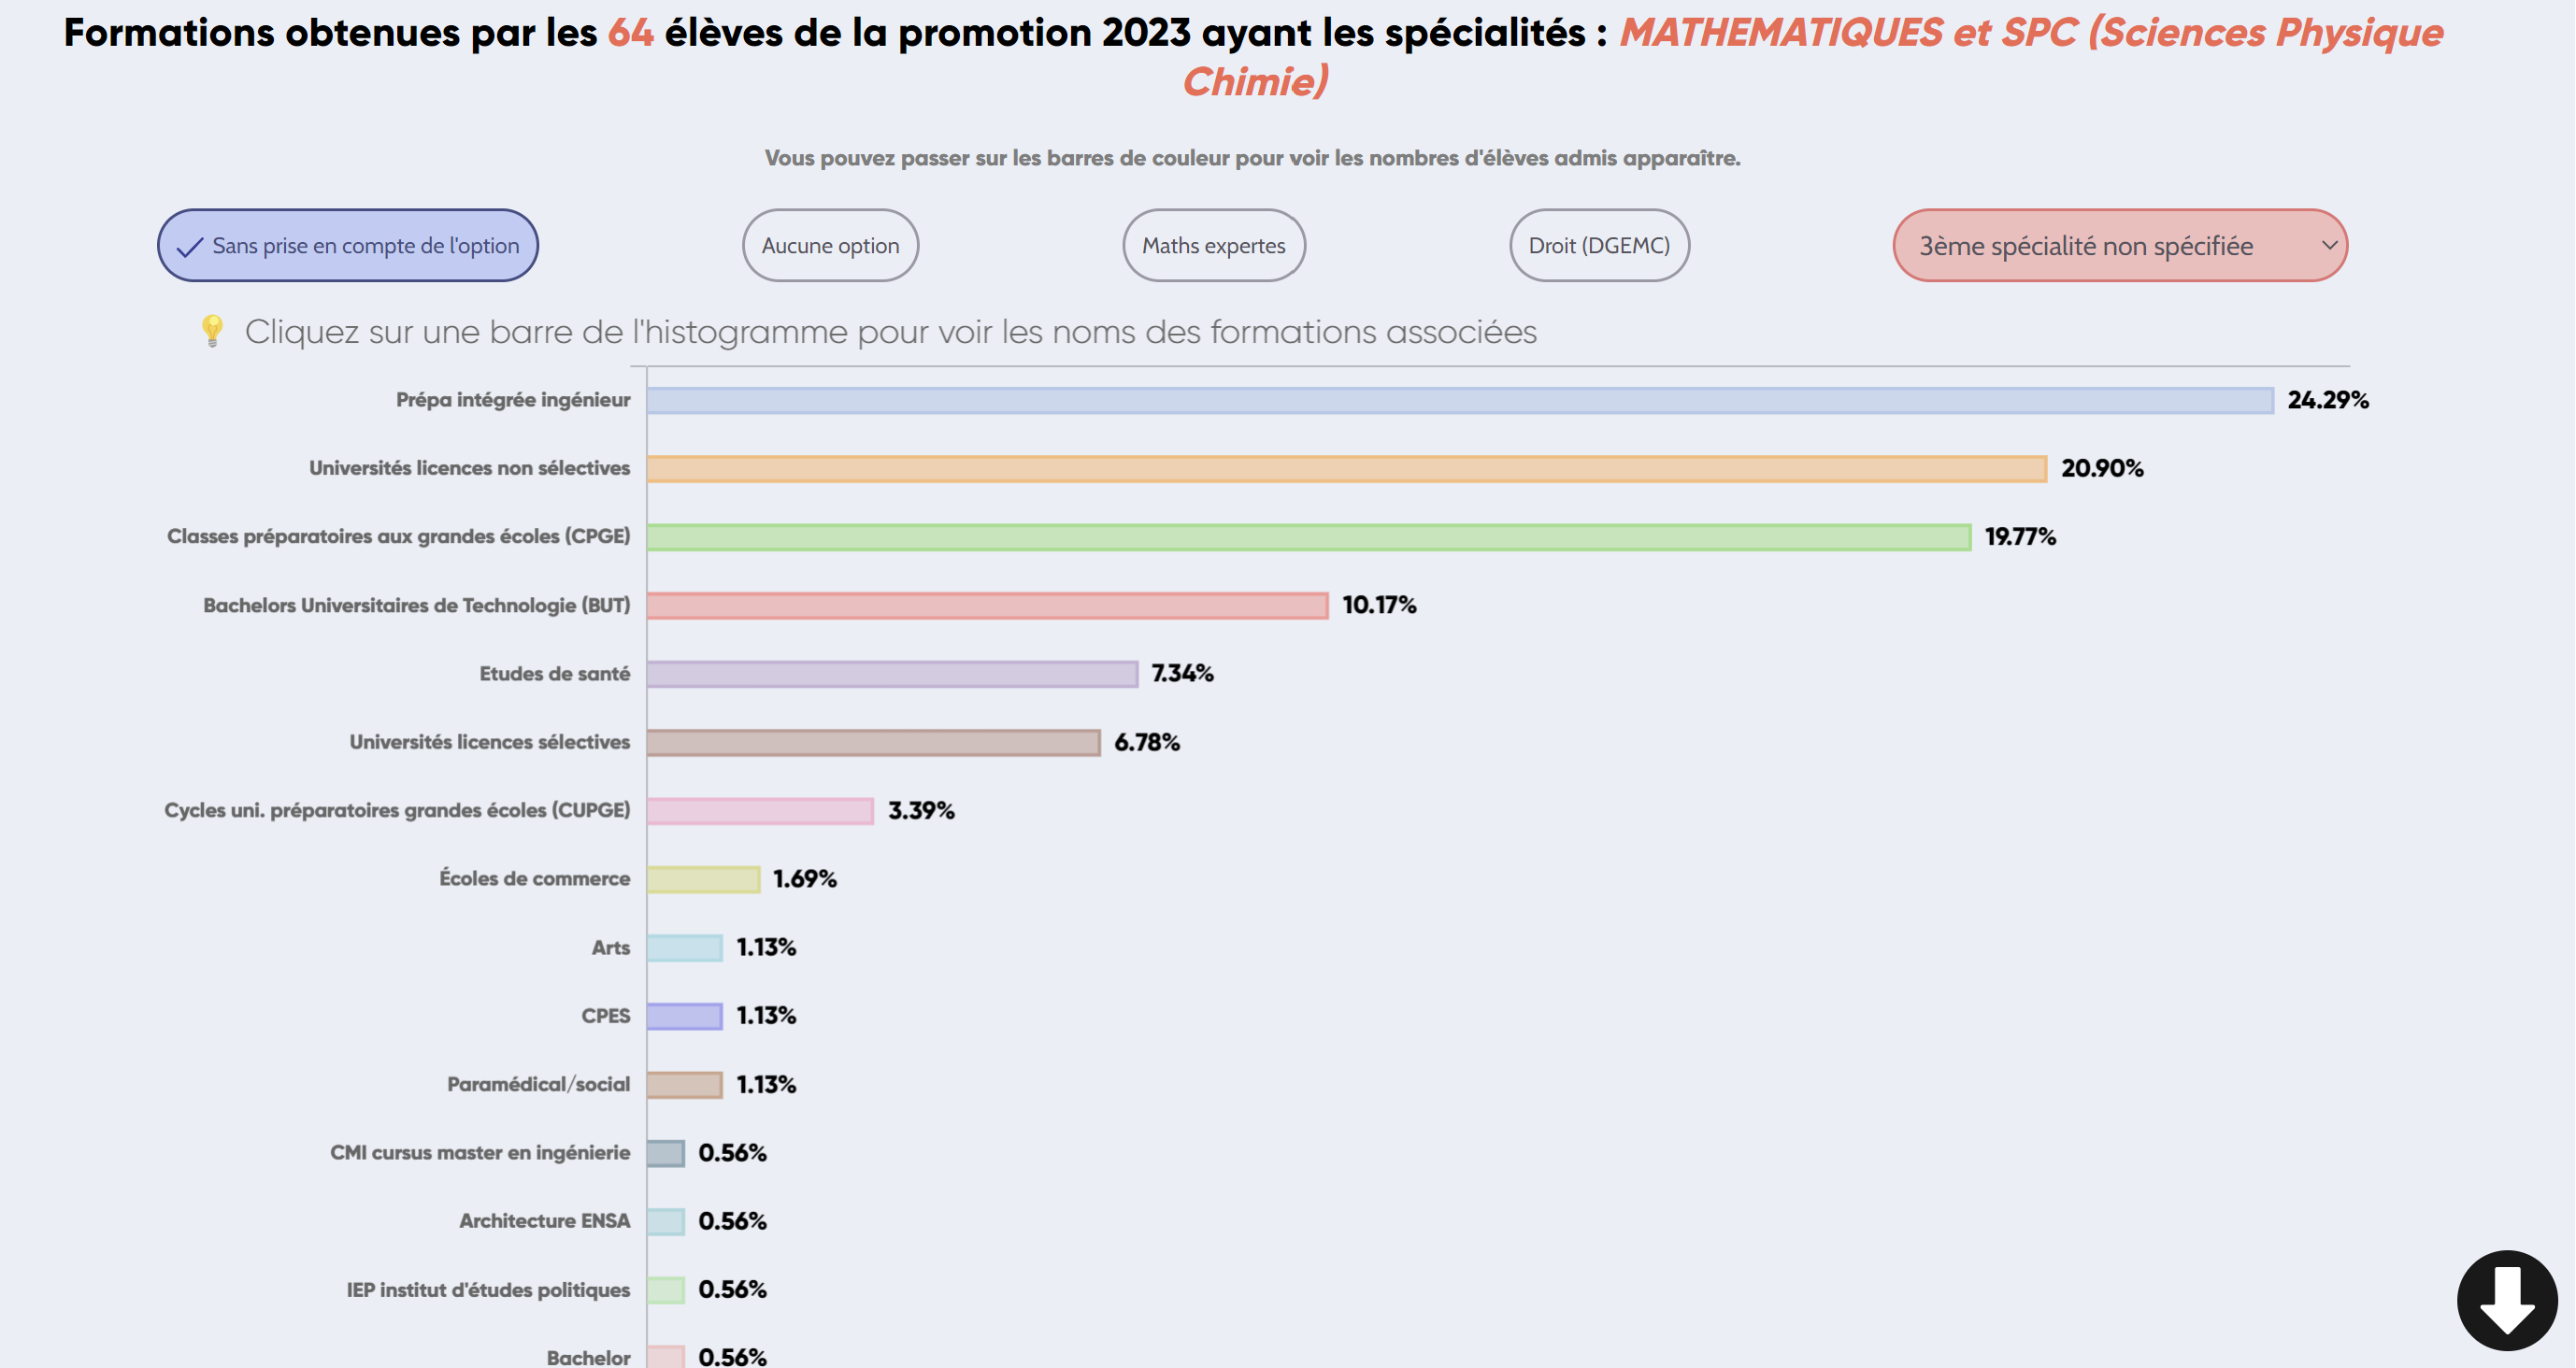 Formations obtenues par les 64 élèves de la promotion 2023 ayant les spécialités : MATHEMATIQUES et SPC (Sciences Physique
Chimie)
Vous pouvez passer sur les barres de couleur pour voir les nombres d'élèves admis apparaître.
Sans prise en compte de l'option
Aucune option
Maths expertes
Droit (DGEMC)
3ème spécialité non spécifiée
Cliquez sur une barre de l'histogramme pour voir les noms des formations associées
Prépa intégrée ingénieur 24.29%
Universités licences non sélectives 20.90%
Classes préparatoires aux grandes écoles (CPGE) 19.77%
Bachelors Universitaires de Technologie (BUT) 10.17%
Etudes de santé 7.34%
Universités licences sélectives 6.78%
Cycles uni. préparatoires grandes écoles (CUPGE) 3.39%
Écoles de commerce 1.69%
Arts 1.13%
CPES 1.13%
Paramédical/social 1.13%
CMI cursus master en ingénierie 0.56%
Architecture ENSA 0.56%
IEP institut d'études politiques 0.56%
Bachelor 0.56%